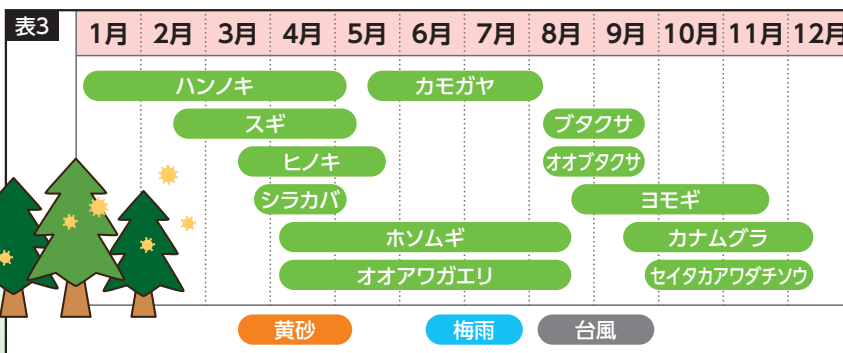 表3
1月 2月 3月 4月 5月 6月 7月 8月 9月 10月 11月 12月
ハンノキ カモガヤ
スギ ブタクサ
ヒノキ オオブタクサ
シラカバ ヨモギ
ホソムギ カナムグラ
オオアワガエリ セイタカアワダチソウ
黄砂 梅雨 台風